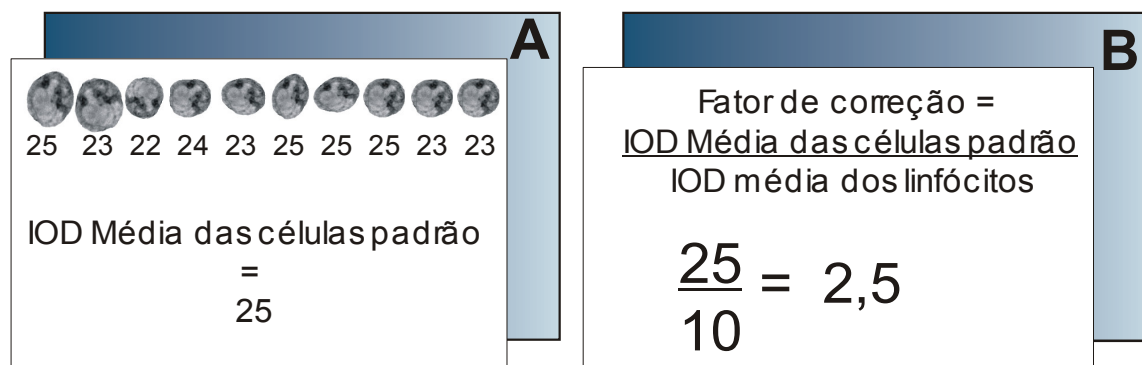 A
25 23 22 24 23 25 25 25 23 23
IOD Média das células padrão
=
25
B
Fator de correção =
IOD Média das células padrão
IOD média dos linfócitos
25
10
= 2,5